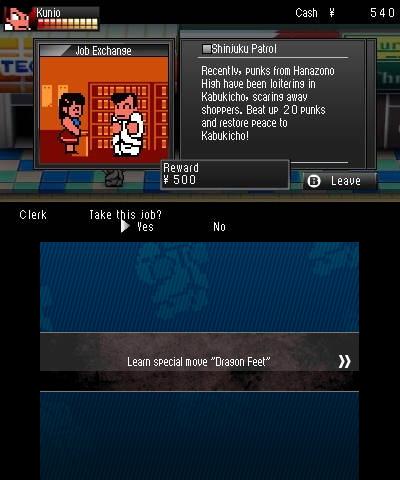 Kunio
Cash ¥ 540
Job Exchange
Shinjuku Patrol
Recently, punks from Hanazono
High have been loitering in
Kabukicho, scaring away
shoppers. Beat up 20 punks
and restore peace to
Kabukicho!
Reward
¥ 500
B Leave
Clerk
Take this job?
Yes No
Learn special move "Dragon Feet"